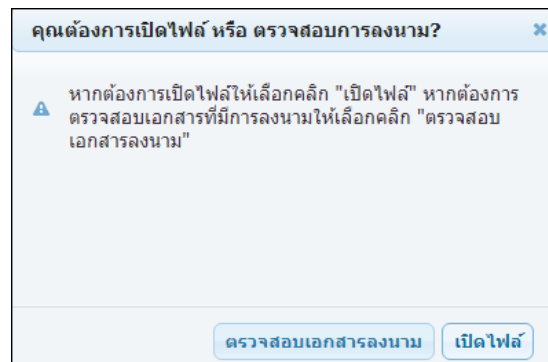 คุณต้องการเปิดไฟล์ หรือ ตรวจสอบการลงนาม?
หากต้องการเปิดไฟล์ให้เลือกคลิก "เปิดไฟล์" หากต้องการ
ตรวจสอบเอกสารที่มีการลงนามให้เลือกคลิก "ตรวจสอบ
เอกสารลงนาม"
ตรวจสอบเอกสารลงนาม เปิดไฟล์